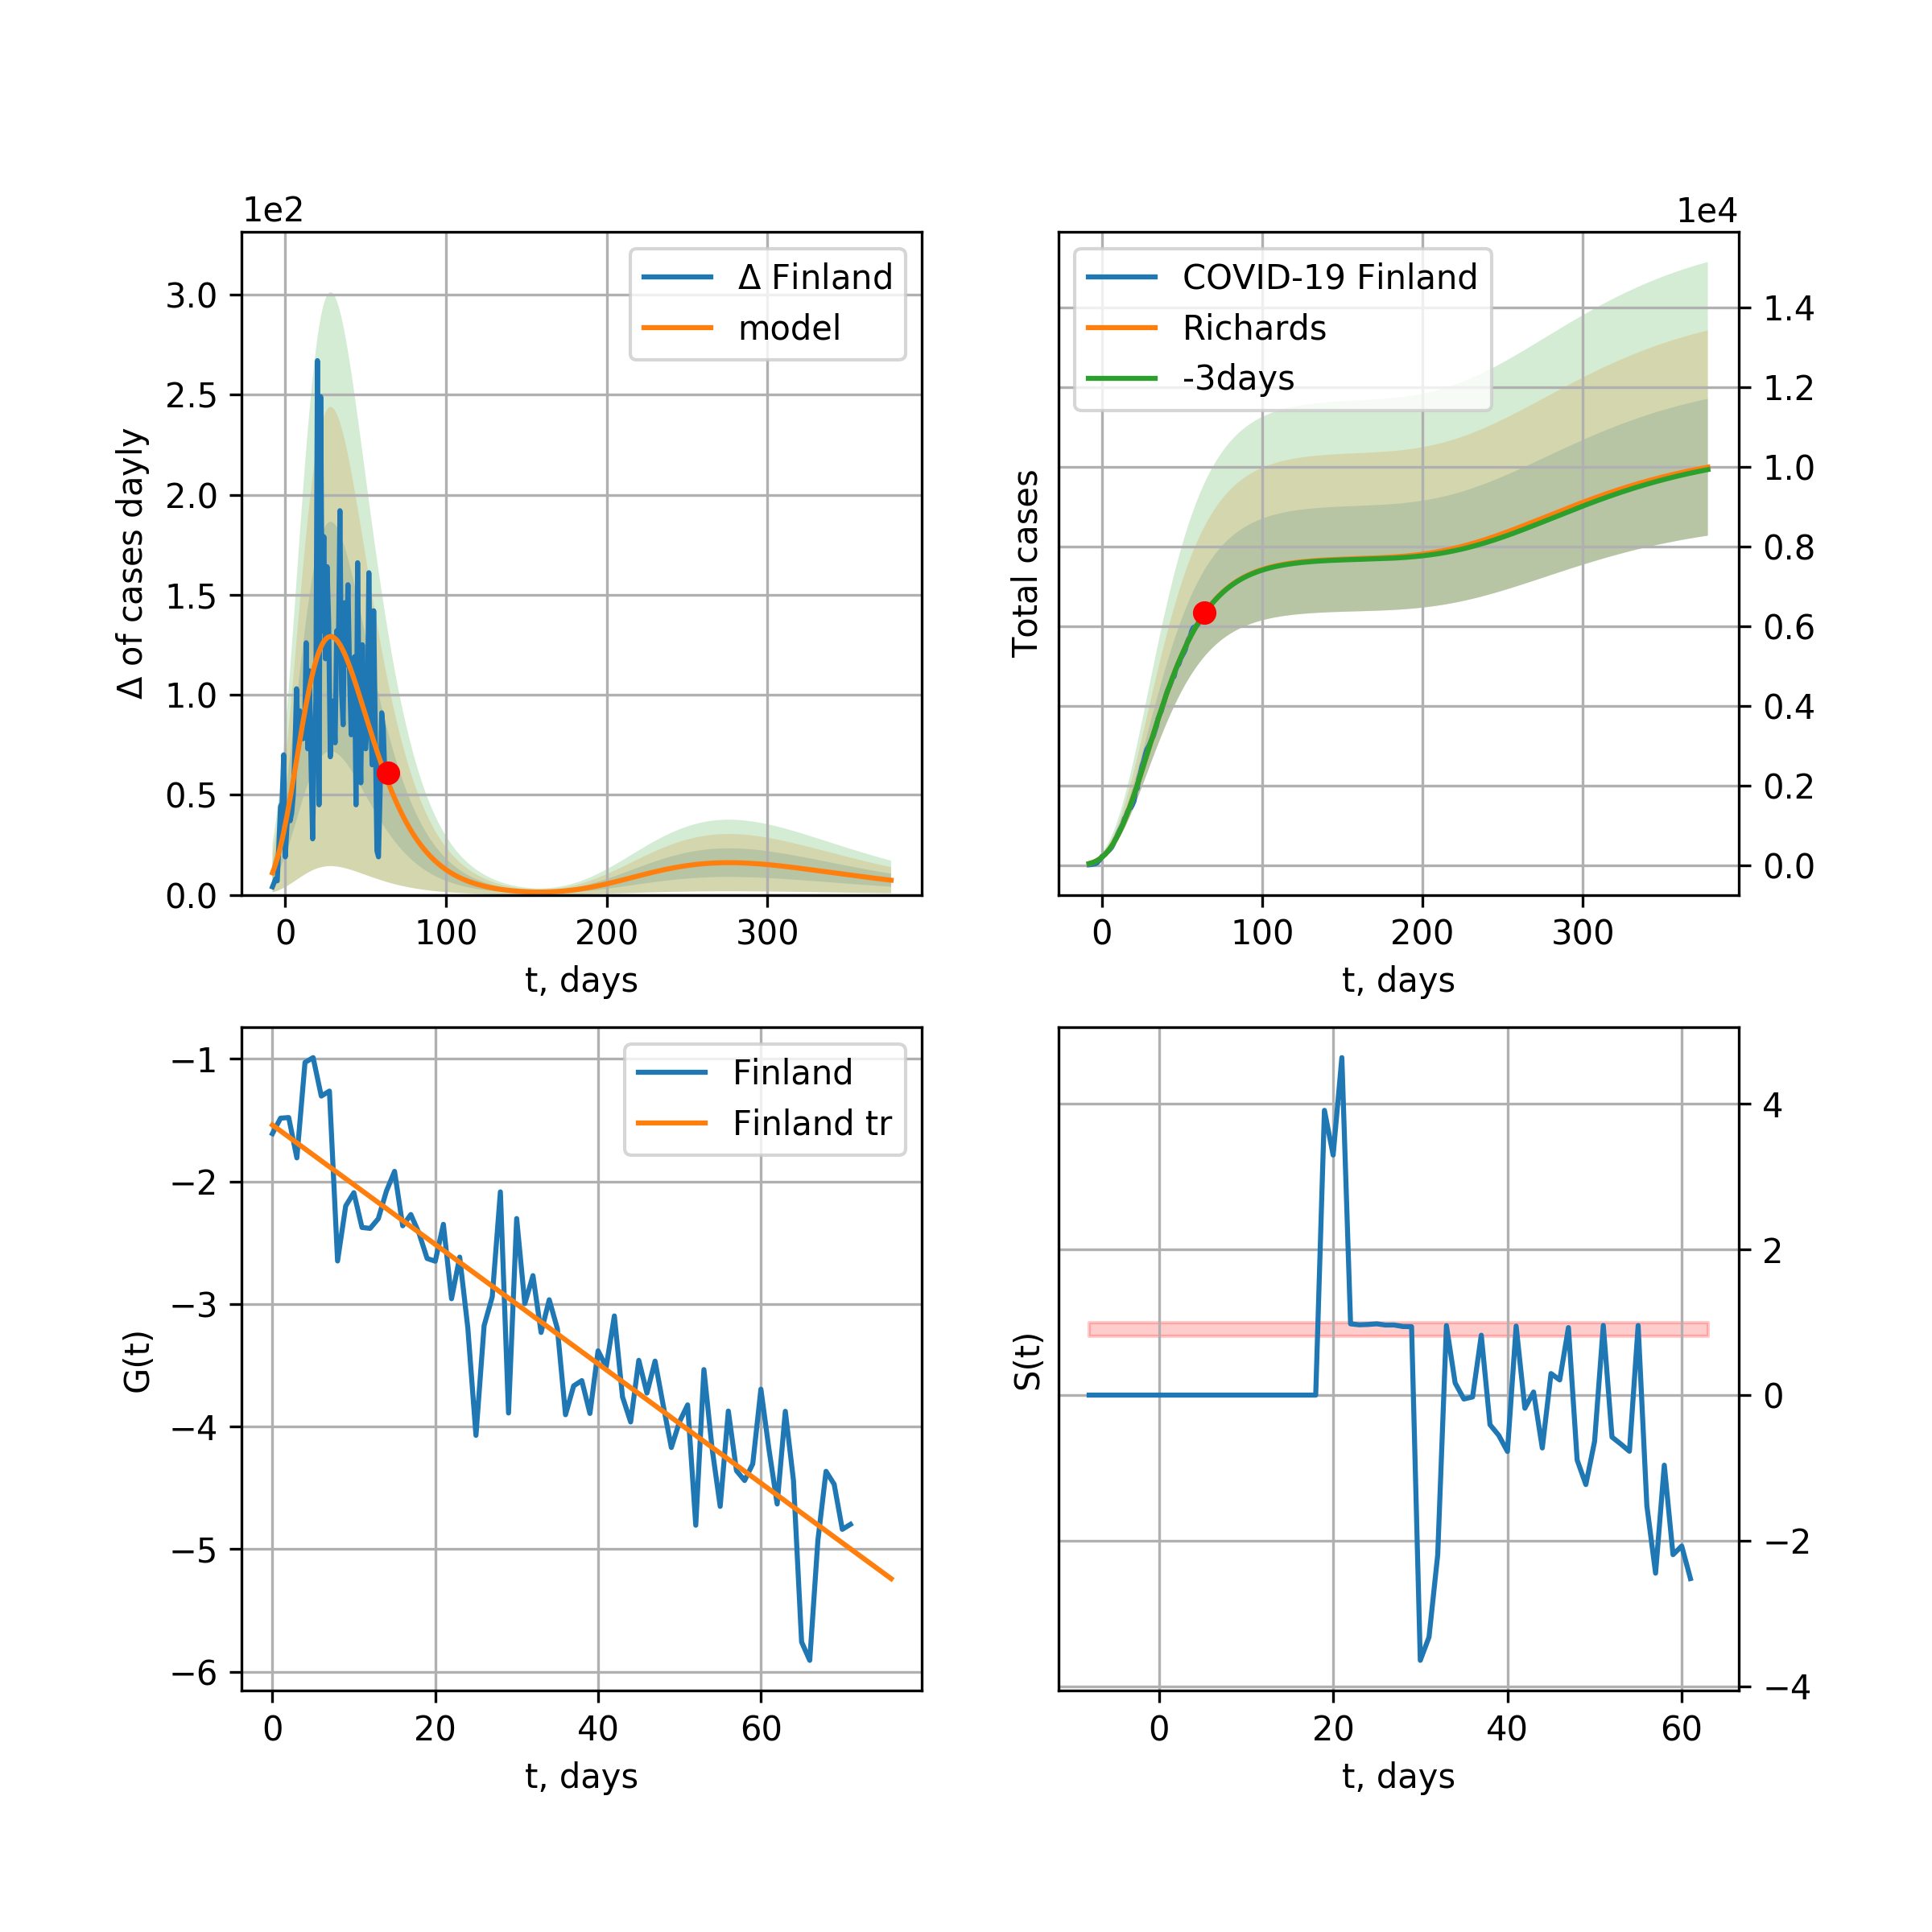 1e2
Δ of cases dayly
3.0
2.5
2.0
1.5
1.0
0.5
0.0
Δ Finland
model
0 100 200 300
t, days
1e4
Total cases
COVID-19 Finland
Richards
-3days
1.4
1.2
1.0
0.8
0.6
0.4
0.2
0.0
0 100 200 300
t, days
G(t)
−1
−2
−3
−4
−5
−6
Finland
Finland tr
0 20 40 60
t, days
S(t)
4
2
0
−2
−4
0 20 40 60
t, days